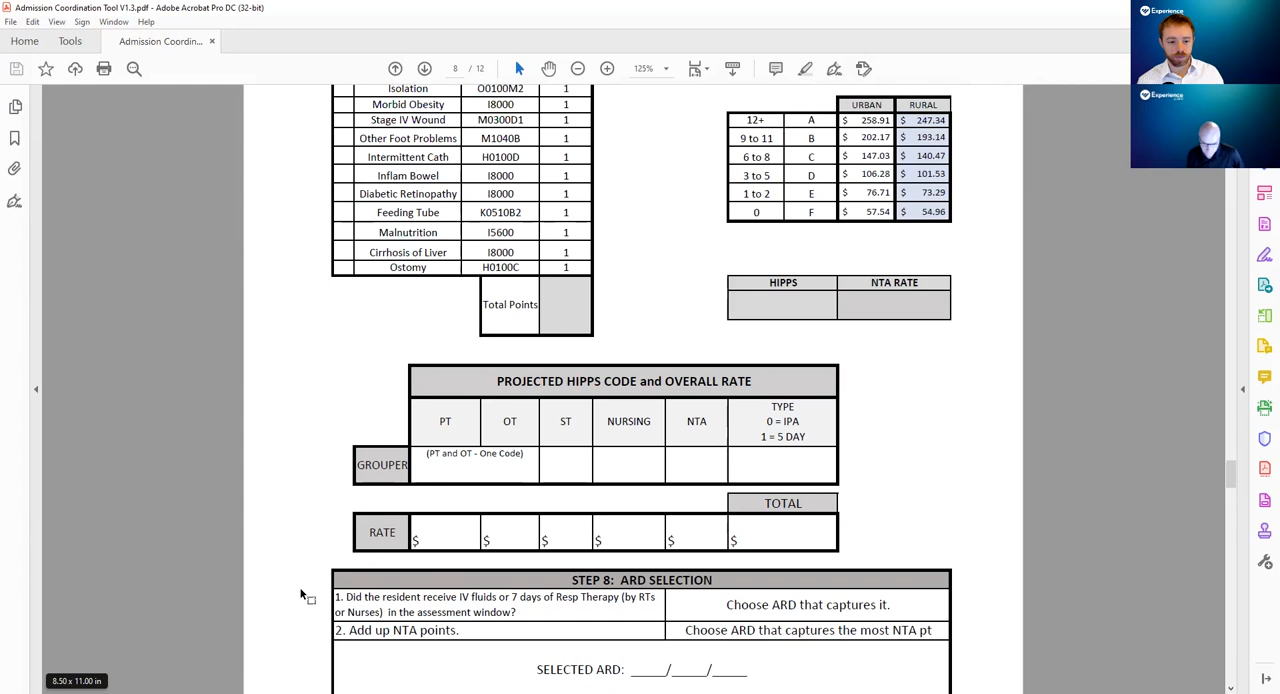 Admission Coordination Tool V1.3.pdf - Adobe Acrobat Pro DC (32-bit)
File Edit View Sign Window Help
Home Tools Admission Coordin... ×
8 / 12 125%
Experience
Experience
Isolation O0100M2 1
Morbid Obesity I8000 1
Stage IV Wound M0300D1 1
Other Foot Problems M1040B 1
Intermittent Cath H0100D 1
Inflam Bowel I8000 1
Diabetic Retinopathy I8000 1
Feeding Tube K0510B2 1
Malnutrition I5600 1
Cirrhosis of Liver I8000 1
Ostomy H0100C 1
Total Points
URBAN RURAL
12+ A $ 258.91 $ 247.34
9 to 11 B $ 202.17 $ 193.14
6 to 8 C $ 147.03 $ 140.47
3 to 5 D $ 106.28 $ 101.53
1 to 2 E $ 76.71 $ 73.29
0 F $ 57.54 $ 54.96
HIPPS NTA RATE
PROJECTED HIPPS CODE and OVERALL RATE
PT OT ST NURSING NTA TYPE
0 = IPA
1 = 5 DAY
GROUPER (PT and OT - One Code)
TOTAL
RATE $ $ $ $ $ $
STEP 8: ARD SELECTION
1. Did the resident receive IV fluids or 7 days of Resp Therapy (by RTs
or Nurses) in the assessment window?
Choose ARD that captures it.
2. Add up NTA points. Choose ARD that captures the most NTA pt
SELECTED ARD: _____/_____/_____
8.50 x 11.00 in